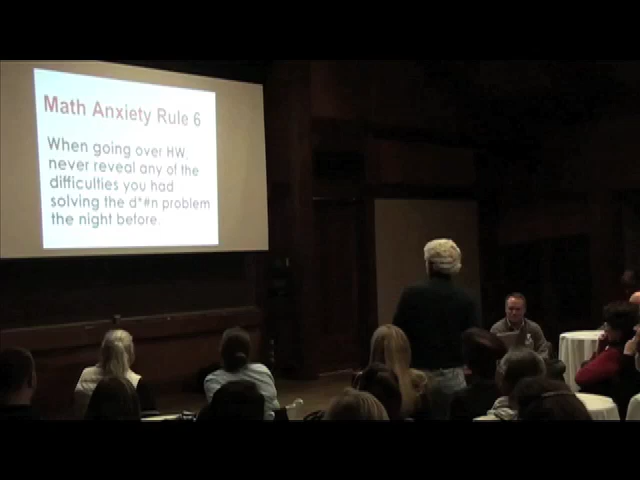 Math Anxiety Rule 6
When going over HW,
never reveal any of the
difficulties you had
solving the d*#n problem
the night before.